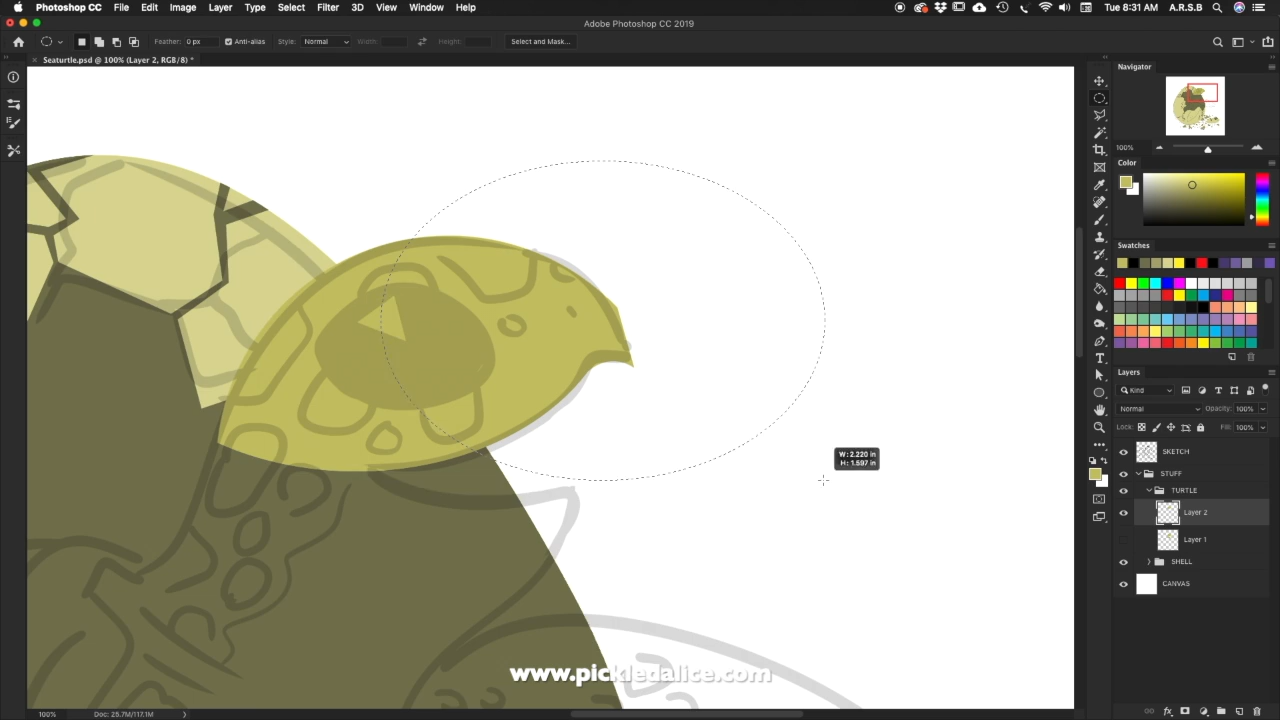 Photoshop CC File Edit Image Layer Type Select Filter 3D View Window Help Tue 8:31 AM A.R.S.B
Adobe Photoshop CC 2019
Feather: 0 px Anti-alias Style: Normal Width: Height: Select and Mask...
Seaturtle.psd @ 100% (Layer 2, RGB/8) *
Navigator
100%
Color
Swatches
Layers
Kind
Normal Opacity: 100%
Lock: Fill: 100%
W: 2.220 in
H: 1.597 in
SKETCH
STUFF
TURTLE
Layer 2
Layer 1
SHELL
CANVAS
www.pickledalice.com
100% Doc: 25.7M/117.1M